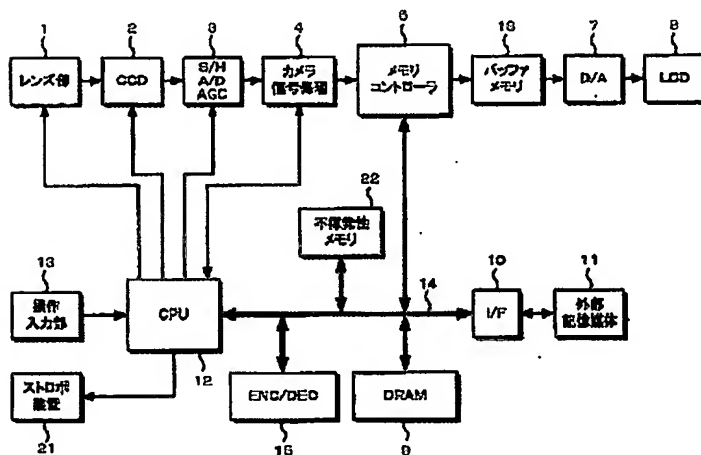 1
2
3
4
6
18
7
8
レンズ部
CCD
S/H
A/D
AGC
カメラ
信号処理
メモリ
コントローラ
バッファ
メモリ
D/A
LCD
22
不揮発性
メモリ
13
操作
入力部
CPU
12
14
10
I/F
11
外部
記憶媒体
ストロボ
装置
21
ENC/DEC
15
DRAM
9